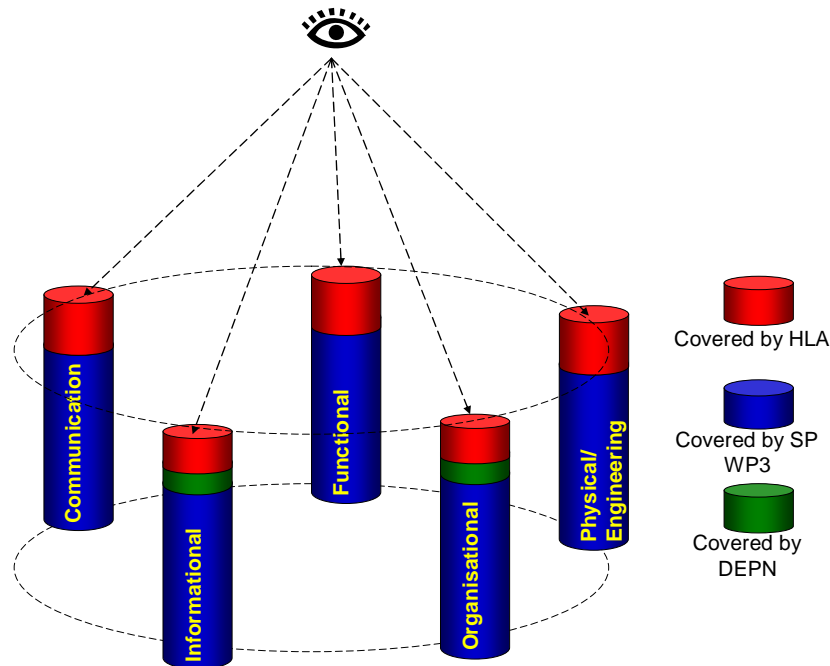 Communication
Informational
Functional
Organisational
Physical/
Engineering
Covered by HLA
Covered by SP
WP3
Covered by
DEPN